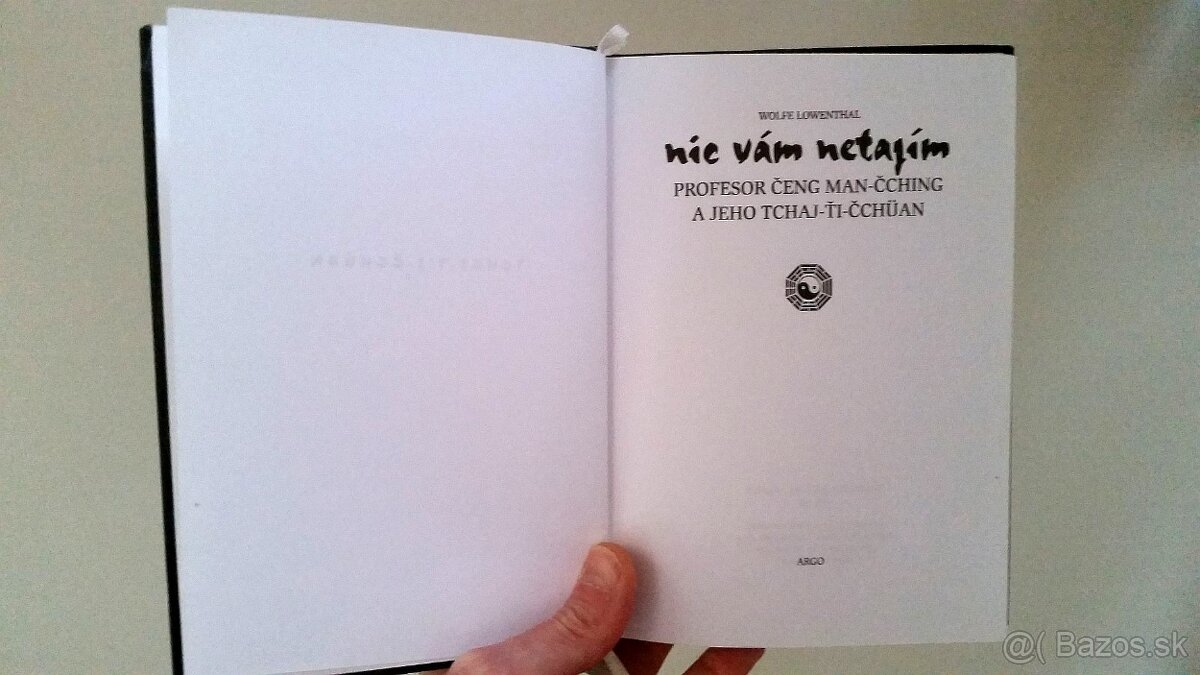 WOLFE LOWENTHAL
nic vám netajím
PROFESOR ČENG MAN-ČCHING
A JEHO TCHAJ-ŤI-ČCHÜAN
ARGO
@( Bazos.sk